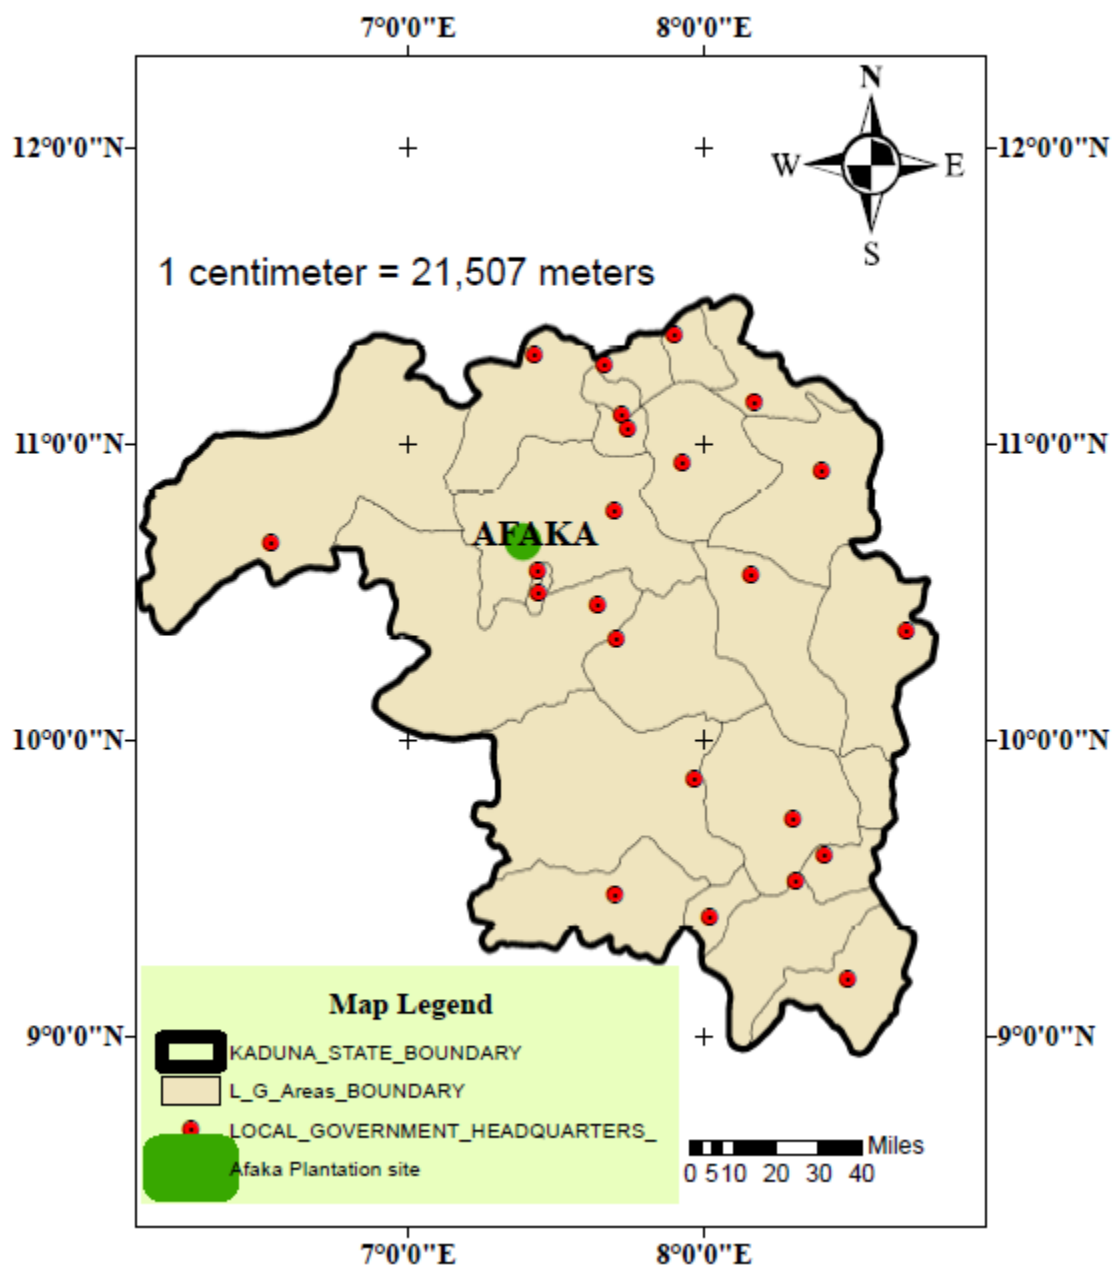 7°0'0"E 8°0'0"E
N
12°0'0"N 12°0'0"N
W E
S
1 centimeter = 21,507 meters
11°0'0"N 11°0'0"N
AFAKA
10°0'0"N 10°0'0"N
Map Legend
9°0'0"N 9°0'0"N
KADUNA_STATE_BOUNDARY
L_G_Areas_BOUNDARY
LOCAL_GOVERNMENT_HEADQUARTERS_
Miles
Afaka Plantation site
0 5 10 20 30 40
7°0'0"E 8°0'0"E